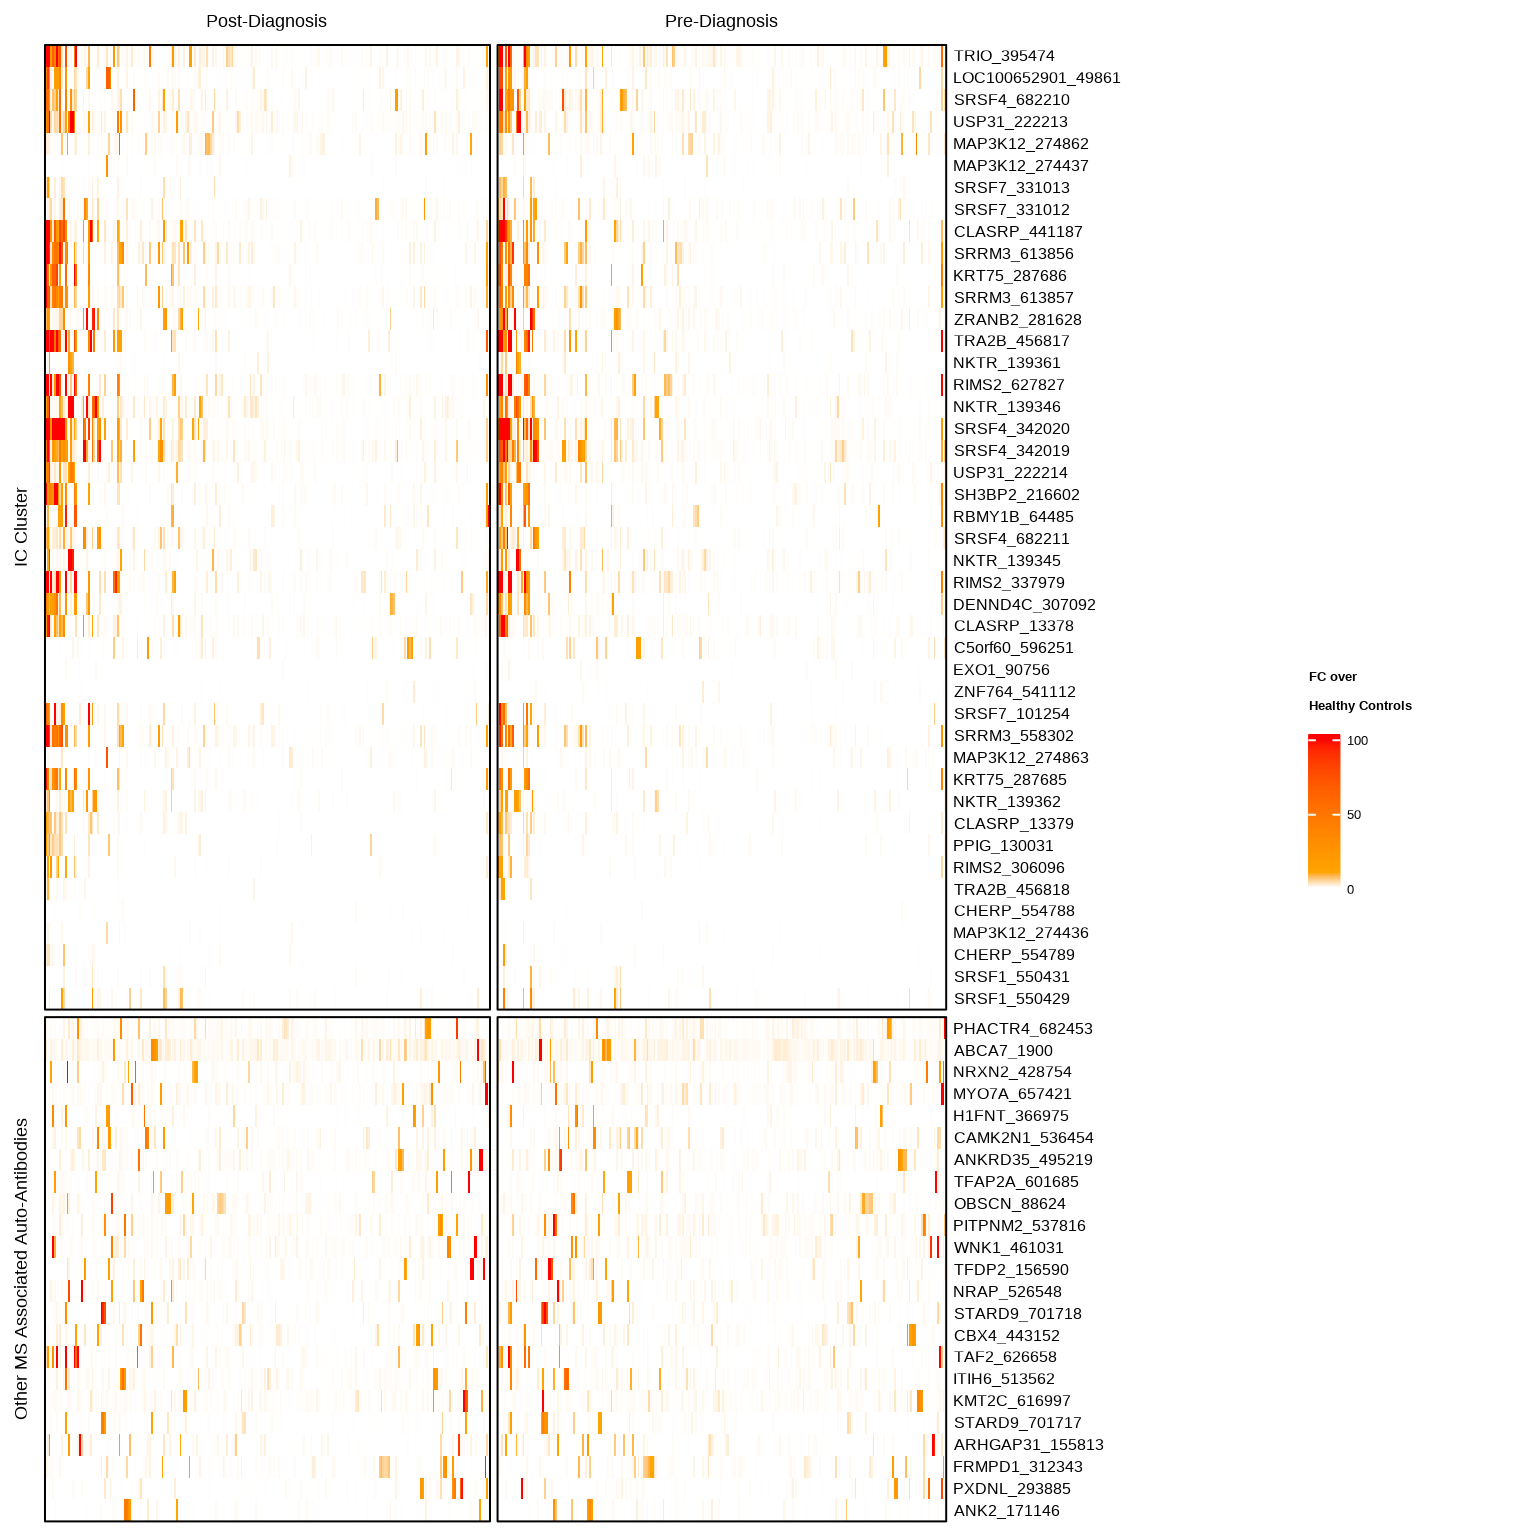 Post-Diagnosis
Pre-Diagnosis
IC Cluster
TRIO_395474
LOC100652901_49861
SRSF4_682210
USP31_222213
MAP3K12_274862
MAP3K12_274437
SRSF7_331013
SRSF7_331012
CLASRP_441187
SRRM3_613856
KRT75_287686
SRRM3_613857
ZRANB2_281628
TRA2B_456817
NKTR_139361
RIMS2_627827
NKTR_139346
SRSF4_342020
SRSF4_342019
USP31_222214
SH3BP2_216602
RBMY1B_64485
SRSF4_682211
NKTR_139345
RIMS2_337979
DENND4C_307092
CLASRP_13378
C5orf60_596251
EXO1_90756
ZNF764_541112
SRSF7_101254
SRRM3_558302
MAP3K12_274863
KRT75_287685
NKTR_139362
CLASRP_13379
PPIG_130031
RIMS2_306096
TRA2B_456818
CHERP_554788
MAP3K12_274436
CHERP_554789
SRSF1_550431
SRSF1_550429
Other MS Associated Auto-Antibodies
PHACTR4_682453
ABCA7_1900
NRXN2_428754
MYO7A_657421
H1FNT_366975
CAMK2N1_536454
ANKRD35_495219
TFAP2A_601685
OBSCN_88624
PITPNM2_537816
WNK1_461031
TFDP2_156590
NRAP_526548
STARD9_701718
CBX4_443152
TAF2_626658
ITIH6_513562
KMT2C_616997
STARD9_701717
ARHGAP31_155813
FRMPD1_312343
PXDNL_293885
ANK2_171146
FC over
Healthy Controls
100
50
0